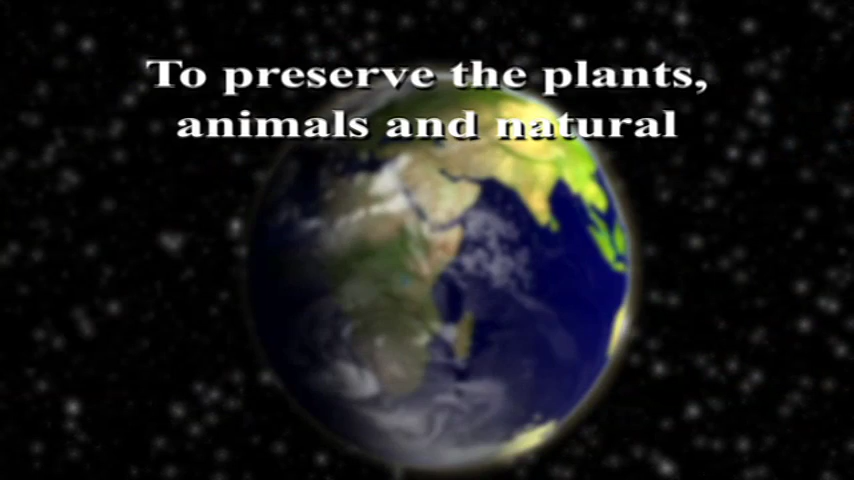 To preserve the plants,
animals and natural